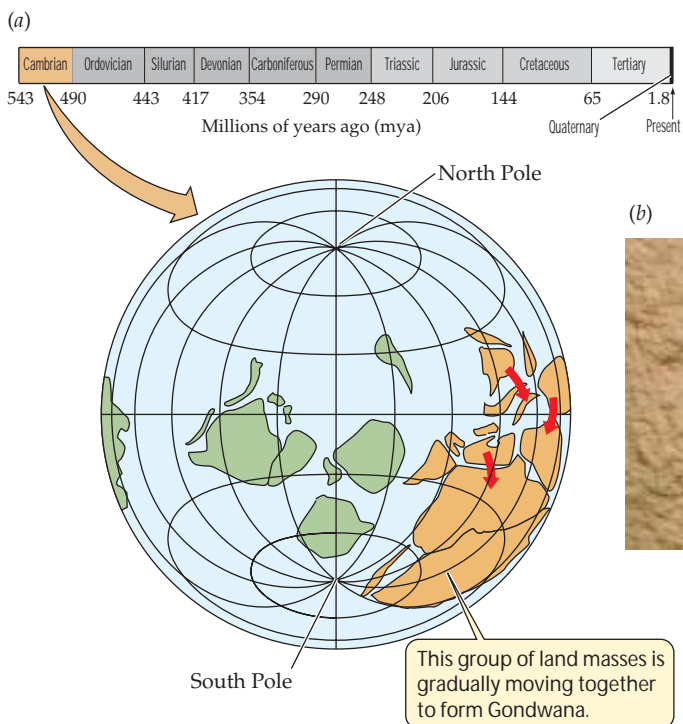 (a)
Cambrian Ordovician Silurian Devonian Carboniferous Permian Triassic Jurassic Cretaceous Tertiary
543 490 443 417 354 290 248 206 144 65 1.8
Millions of years ago (mya)
Quaternary
Present
North Pole
(b)
South Pole
This group of land masses is
gradually moving together
to form Gondwana.